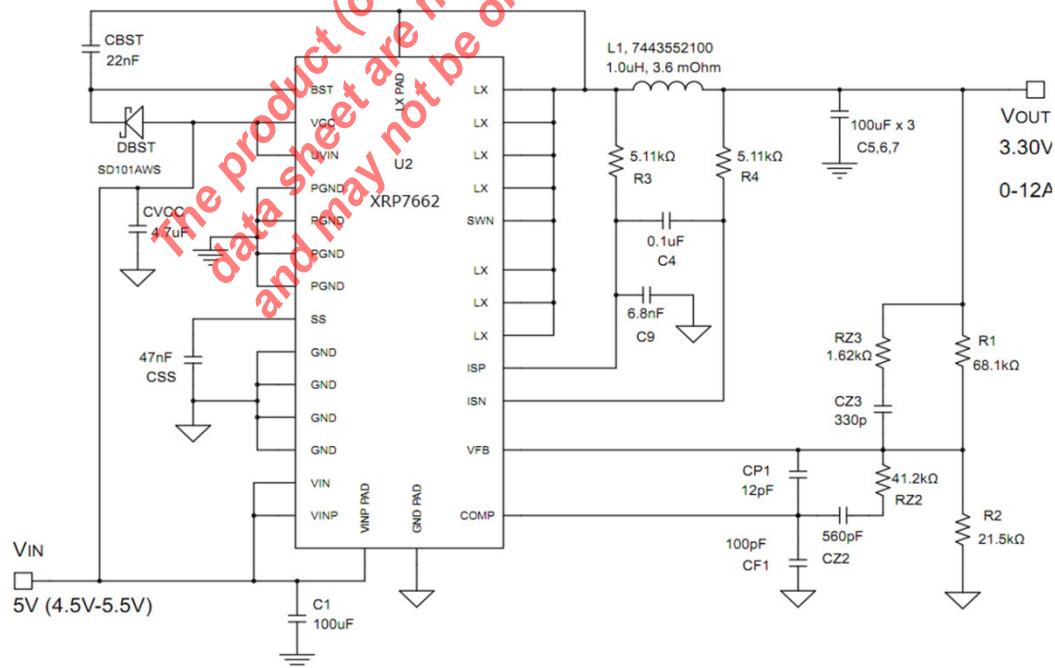 The product (o
data sheet are n
and may not be or
CBST
22nF
DBST
SD101AWS
CVCC
4.7uF
47nF
CSS
VIN
5V (4.5V-5.5V)
C1
100uF
BST
VCC
UVIN
PGND
PGND
PGND
PGND
SS
GND
GND
GND
GND
VIN
VINP
LX PAD
U2
XRP7662
VINP PAD
GND PAD
LX
LX
LX
LX
SWN
LX
LX
LX
ISP
ISN
VFB
COMP
L1, 7443552100
1.0uH, 3.6 mOhm
5.11kΩ
R3
5.11kΩ
R4
0.1uF
C4
6.8nF
C9
100uF x 3
C5,6,7
VOUT
3.30V
0-12A
RZ3
1.62kΩ
CZ3
330p
R1
68.1kΩ
CP1
12pF
41.2kΩ
RZ2
560pF
CZ2
100pF
CF1
R2
21.5kΩ